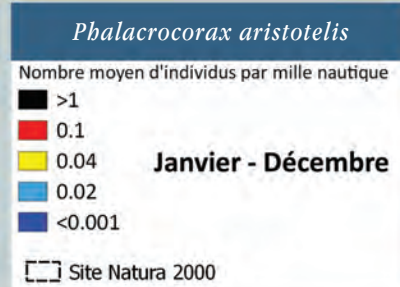 Phalacrocorax aristotelis
Nombre moyen d'individus par mille nautique
>1
0.1
0.04
Janvier - Décembre
0.02
<0.001
Site Natura 2000